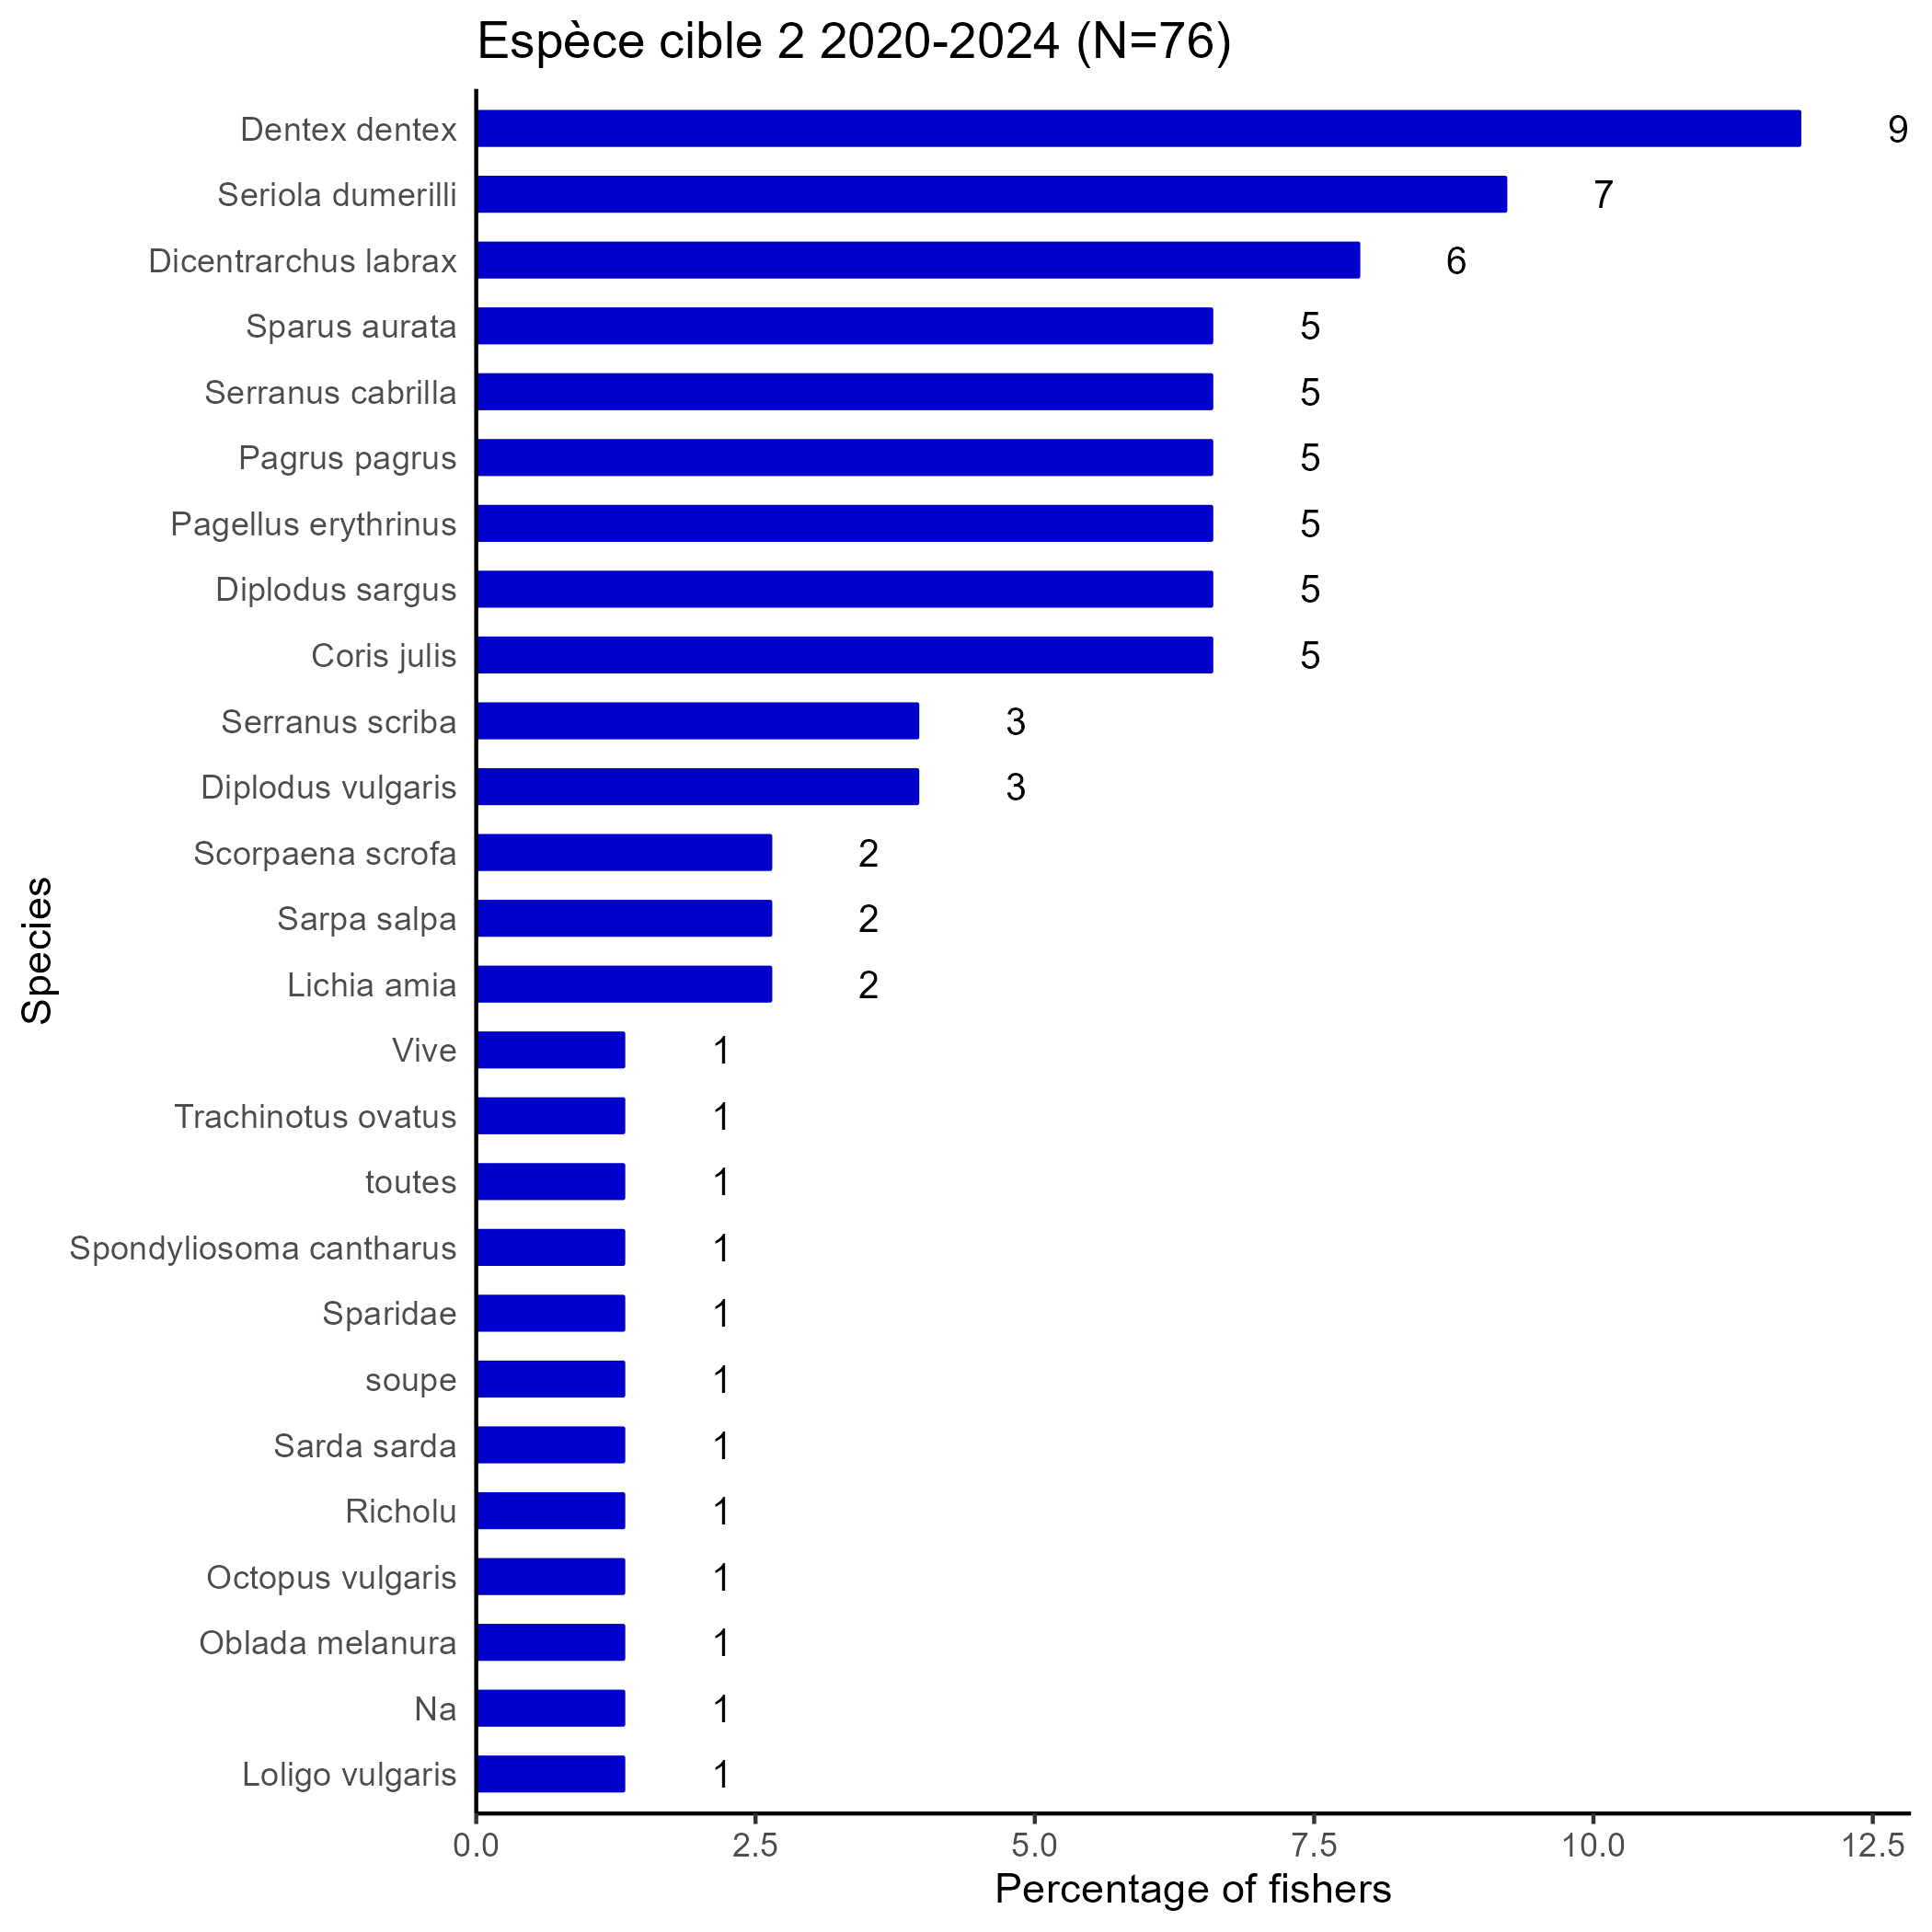 Espèce cible 2 2020-2024 (N=76)
Species
Dentex dentex 9
Seriola dumerilli 7
Dicentrarchus labrax 6
Sparus aurata 5
Serranus cabrilla 5
Pagrus pagrus 5
Pagellus erythrinus 5
Diplodus sargus 5
Coris julis 5
Serranus scriba 3
Diplodus vulgaris 3
Scorpaena scrofa 2
Sarpa salpa 2
Lichia amia 2
Vive 1
Trachinotus ovatus 1
toutes 1
Spondyliosoma cantharus 1
Sparidae 1
soupe 1
Sarda sarda 1
Richolu 1
Octopus vulgaris 1
Oblada melanura 1
Na 1
Loligo vulgaris 1
0.0 2.5 5.0 7.5 10.0 12.5
Percentage of fishers